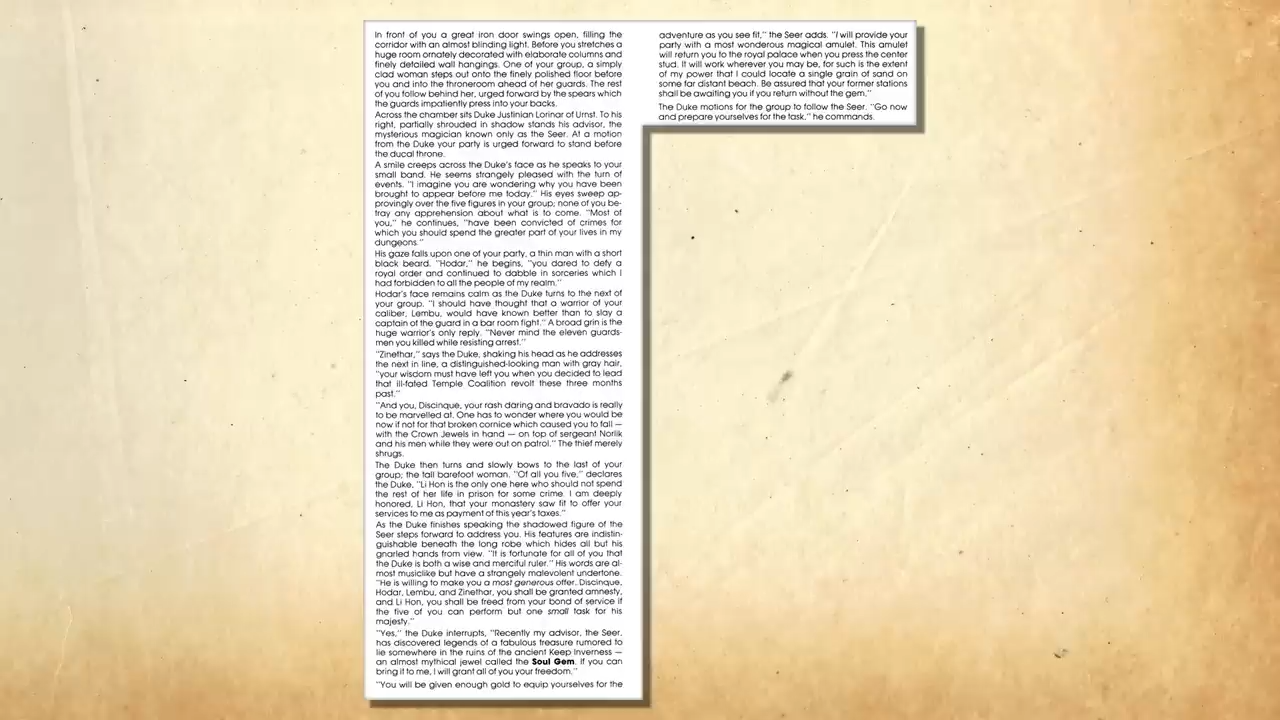 In front of you a great iron door swings open, filling the
corridor with an almost blinding light. Before you stretches a
huge room ornately decorated with elaborate columns and
finely detailed wall hangings. One of your group, a simply
clad woman steps out onto the finely polished floor before
you and into the throneroom ahead of her guards. The rest
of you follow behind her, urged forward by the spears which
the guards impatiently press into your backs.
Across the chamber sits Duke Justinian Lorinar of Urnst. To his
right, partially shrouded in shadow stands his advisor, the
mysterious magician known only as the Seer. At a motion
from the Duke your party is urged forward to stand before
the ducal throne.
A smile creeps across the Duke's face as he speaks to your
small band. He seems strangely pleased with the turn of
events. "I imagine you are wondering why you have been
brought to appear before me today." His eyes sweep ap-
provingly over the five figures in your group; none of you be-
tray any apprehension about what is to come. "Most of
you," he continues, "have been convicted of crimes for
which you should spend the greater part of your lives in my
dungeons."
His gaze falls upon one of your party, a thin man with a short
black beard. "Hodar," he begins, "you dared to defy a
royal order and continued to dabble in sorceries which I
had forbidden to all the people of my realm."
Hodar's face remains calm as the Duke turns to the next of
your group. "I should have thought that a warrior of your
caliber, Lembu, would have known better than to slay a
captain of the guard in a bar room fight." A broad grin is the
huge warrior's only reply. "Never mind the eleven guards-
men you killed while resisting arrest."
"Zinethar," says the Duke, shaking his head as he addresses
the next in line, a distinguished-looking man with gray hair,
"your wisdom must have left you when you decided to lead
that ill-fated Temple Coalition revolt these three months
past."
"And you, Discinque, your rash daring and bravado is really
to be marvelled at. One has to wonder where you would be
now if not for that broken cornice which caused you to fall —
with the Crown Jewels in hand — on top of sergeant Norlik
and his men while they were out on patrol." The thief merely
shrugs.
The Duke then turns and slowly bows to the last of your
group; the tall barefoot woman. "Of all you five," declares
the Duke, "Li Hon is the only one here who should not spend
the rest of her life in prison for some crime. I am deeply
honored, Li Hon, that your monastery saw fit to offer your
services to me as payment of this year's taxes."
As the Duke finishes speaking the shadowed figure of the
Seer steps forward to address you. His features are indistin-
guishable beneath the long robe which hides all but his
gnarled hands from view. "It is fortunate for all of you that
the Duke is both a wise and merciful ruler." His words are al-
most musiclike but have a strangely malevolent undertone.
"He is willing to make you a most generous offer. Discinque,
Hodar, Lembu, and Zinethar, you shall be granted amnesty,
and Li Hon, you shall be freed from your bond of service if
the five of you can perform but one small task for his
majesty."
"Yes," the Duke interrupts, "Recently my advisor, the Seer,
has discovered legends of a fabulous treasure rumored to
lie somewhere in the ruins of the ancient Keep Inverness —
an almost mythical jewel called the Soul Gem. If you can
bring it to me, I will grant all of you your freedom."
"You will be given enough gold to equip yourselves for the
adventure as you see fit," the Seer adds. "I will provide your
party with a most wonderous magical amulet. This amulet
will return you to the royal palace when you press the center
stud. It will work wherever you may be, for such is the extent
of my power that I could locate a single grain of sand on
some far distant beach. Be assured that your former stations
shall be awaiting you if you return without the gem."
The Duke motions for the group to follow the Seer. "Go now
and prepare yourselves for the task," he commands.